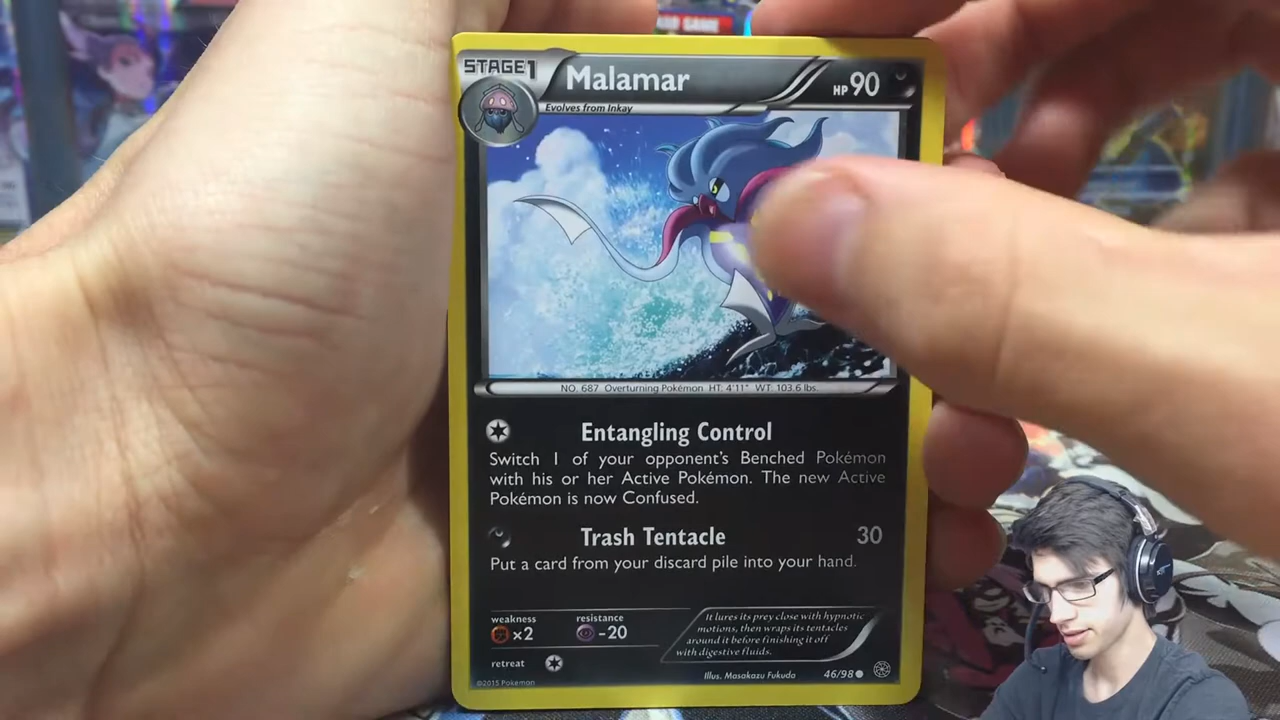 CARD GAME
STAGE1
Malamar
HP 90
Evolves from Inkay
NO. 687 Overturning Pokémon HT: 4'11" WT: 103.6 lbs.
Entangling Control
Switch 1 of your opponent's Benched Pokémon
with his or her Active Pokémon. The new Active
Pokémon is now Confused.
Trash Tentacle 30
Put a card from your discard pile into your hand.
weakness resistance
×2 -20
It lures its prey close with hypnotic
motions, then wraps its tentacles
around it before finishing it off
with digestive fluids.
retreat
Illus. Masakazu Fukuda
46/98
©2015 Pokémon